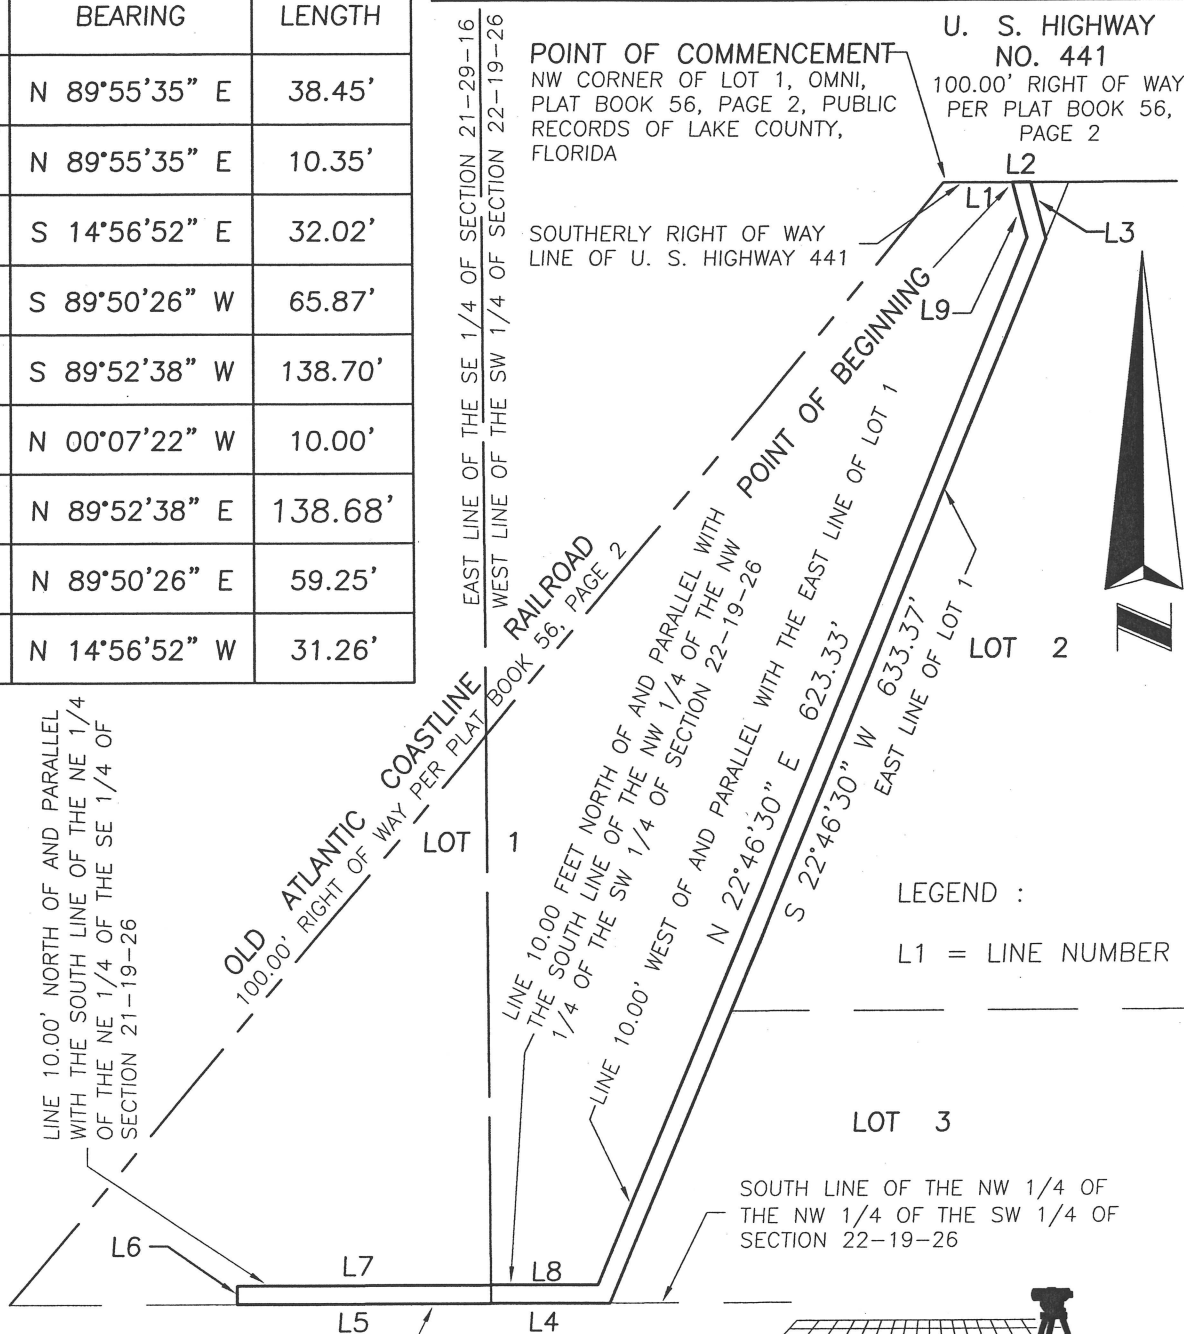 BEARING LENGTH
N 89°55'35" E 38.45'
N 89°55'35" E 10.35'
S 14°56'52" E 32.02'
S 89°50'26" W 65.87'
S 89°52'38" W 138.70'
N 00°07'22" W 10.00'
N 89°52'38" E 138.68'
N 89°50'26" E 59.25'
N 14°56'52" W 31.26'
EAST LINE OF THE SE 1/4 OF SECTION 21-29-16
WEST LINE OF THE SW 1/4 OF SECTION 22-19-26
POINT OF COMMENCEMENT
NW CORNER OF LOT 1, OMNI,
PLAT BOOK 56, PAGE 2, PUBLIC
RECORDS OF LAKE COUNTY,
FLORIDA
U. S. HIGHWAY
NO. 441
100.00' RIGHT OF WAY
PER PLAT BOOK 56,
PAGE 2
L2
L1
L3
SOUTHERLY RIGHT OF WAY
LINE OF U. S. HIGHWAY 441
L9
POINT OF BEGINNING
N
OLD ATLANTIC COASTLINE RAILROAD
100.00' RIGHT OF WAY PER PLAT BOOK 56, PAGE 2
LINE 10.00 FEET NORTH OF AND PARALLEL WITH
THE SOUTH LINE OF THE NW 1/4 OF THE NW
1/4 OF THE SW 1/4 OF SECTION 22-19-26
LINE 10.00' WEST OF AND PARALLEL WITH THE EAST LINE OF LOT 1
N 22°46'30" E 623.33'
S 22°46'30" W 633.37'
EAST LINE OF LOT 1
LOT 2
LINE 10.00' NORTH OF AND PARALLEL
WITH THE SOUTH LINE OF THE NE 1/4
OF THE NE 1/4 OF THE SE 1/4 OF
SECTION 21-19-26
LOT 1
LEGEND :
L1 = LINE NUMBER
LOT 3
SOUTH LINE OF THE NW 1/4 OF
THE NW 1/4 OF THE SW 1/4 OF
SECTION 22-19-26
L6
L7
L8
L5
L4